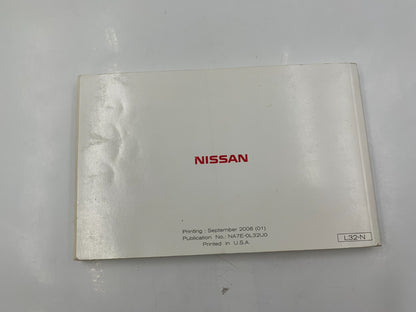 NISSAN
Printing : September 2006 (01)
Publication No.: NA7E-0L32U0
Printed in U.S.A.
L32-N